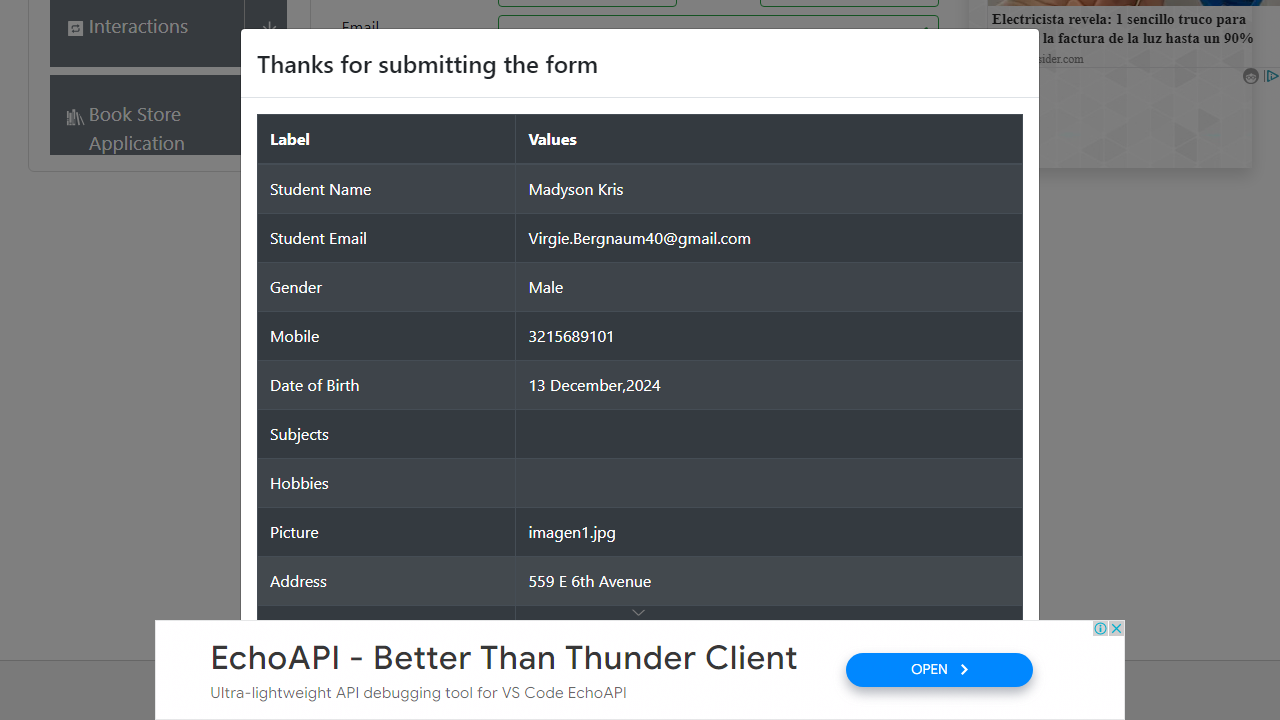 Interactions
Email
Electricista revela: 1 sencillo truco para
la factura de la luz hasta un 90%
sider.com
Thanks for submitting the form
Book Store
Application
Label Values
Student Name Madyson Kris
Student Email Virgie.Bergnaum40@gmail.com
Gender Male
Mobile 3215689101
Date of Birth 13 December,2024
Subjects
Hobbies
Picture imagen1.jpg
Address 559 E 6th Avenue
EchoAPI - Better Than Thunder Client
Ultra-lightweight API debugging tool for VS Code EchoAPI
OPEN